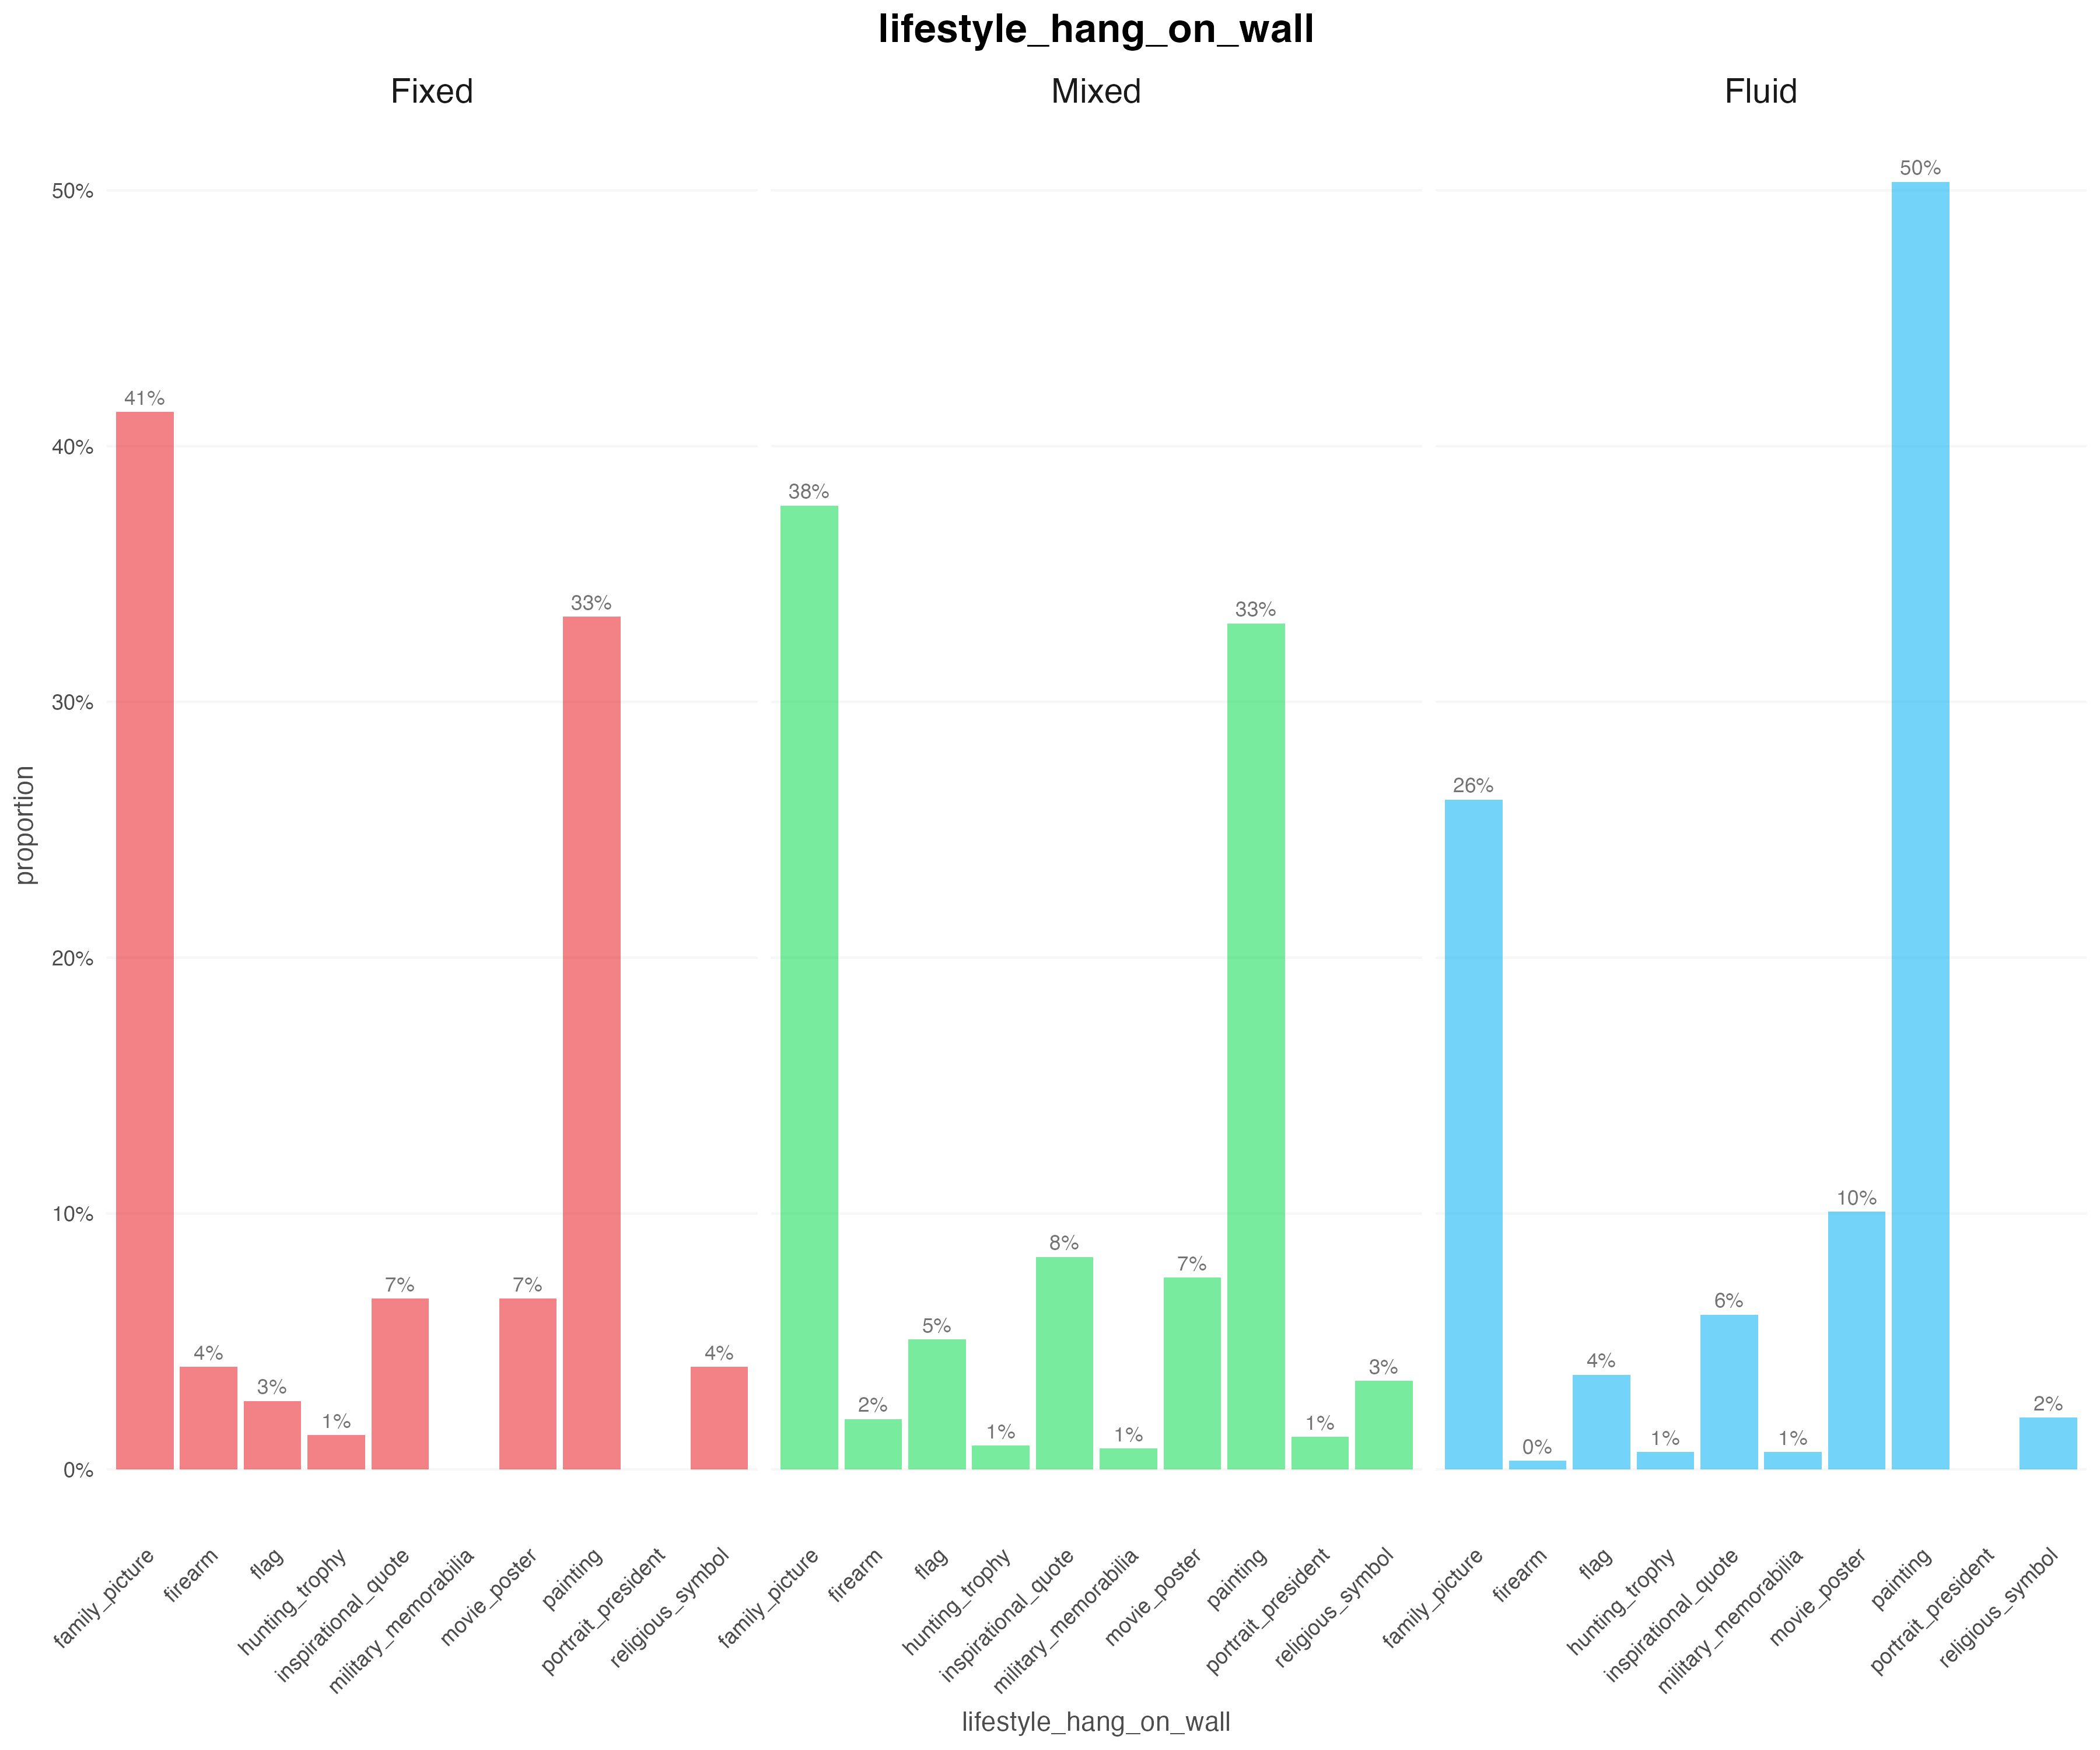 lifestyle_hang_on_wall
Fixed
Mixed
Fluid
proportion
50%
40%
30%
20%
10%
0%
41%
4%
3%
1%
7%
7%
33%
4%
38%
2%
5%
1%
8%
1%
7%
33%
1%
3%
26%
0%
4%
1%
6%
1%
10%
50%
2%
family_picture
firearm
flag
hunting_trophy
inspirational_quote
military_memorabilia
movie_poster
painting
portrait_president
religious_symbol
family_picture
firearm
flag
hunting_trophy
inspirational_quote
military_memorabilia
movie_poster
painting
portrait_president
religious_symbol
family_picture
firearm
flag
hunting_trophy
inspirational_quote
military_memorabilia
movie_poster
painting
portrait_president
religious_symbol
lifestyle_hang_on_wall